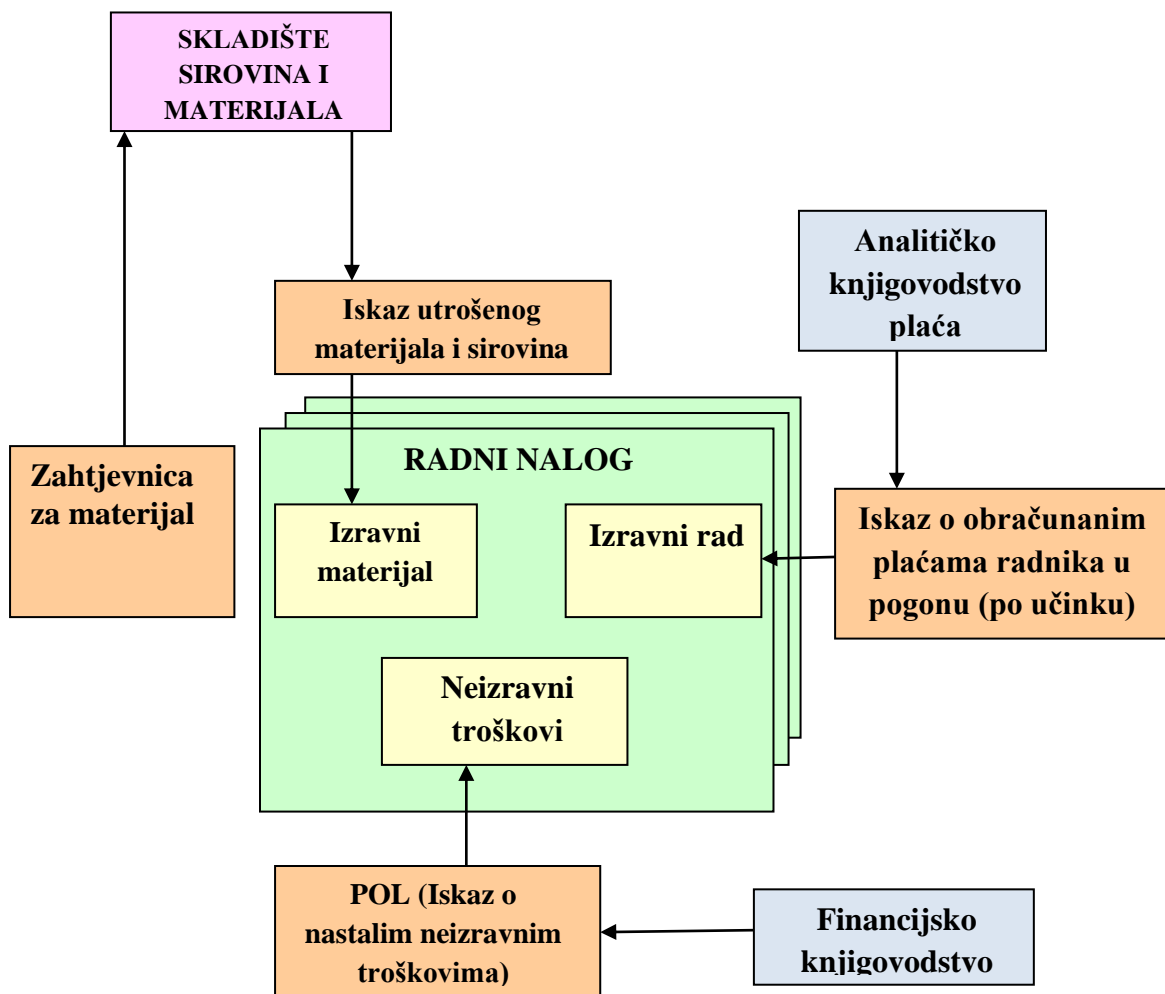 SKLADIŠTE
SIROVINA I
MATERIJALA
Analitičko
knjigovodstvo
plaća
Iskaz utrošenog
materijala i sirovina
RADNI NALOG
Zahtjevnica
za materijal
Izravni
materijal
Izravni rad
Iskaz o obračunanim
plaćama radnika u
pogonu (po učinku)
Neizravni
troškovi
POL (Iskaz o
nastalim neizravnim
troškovima)
Financijsko
knjigovodstvo